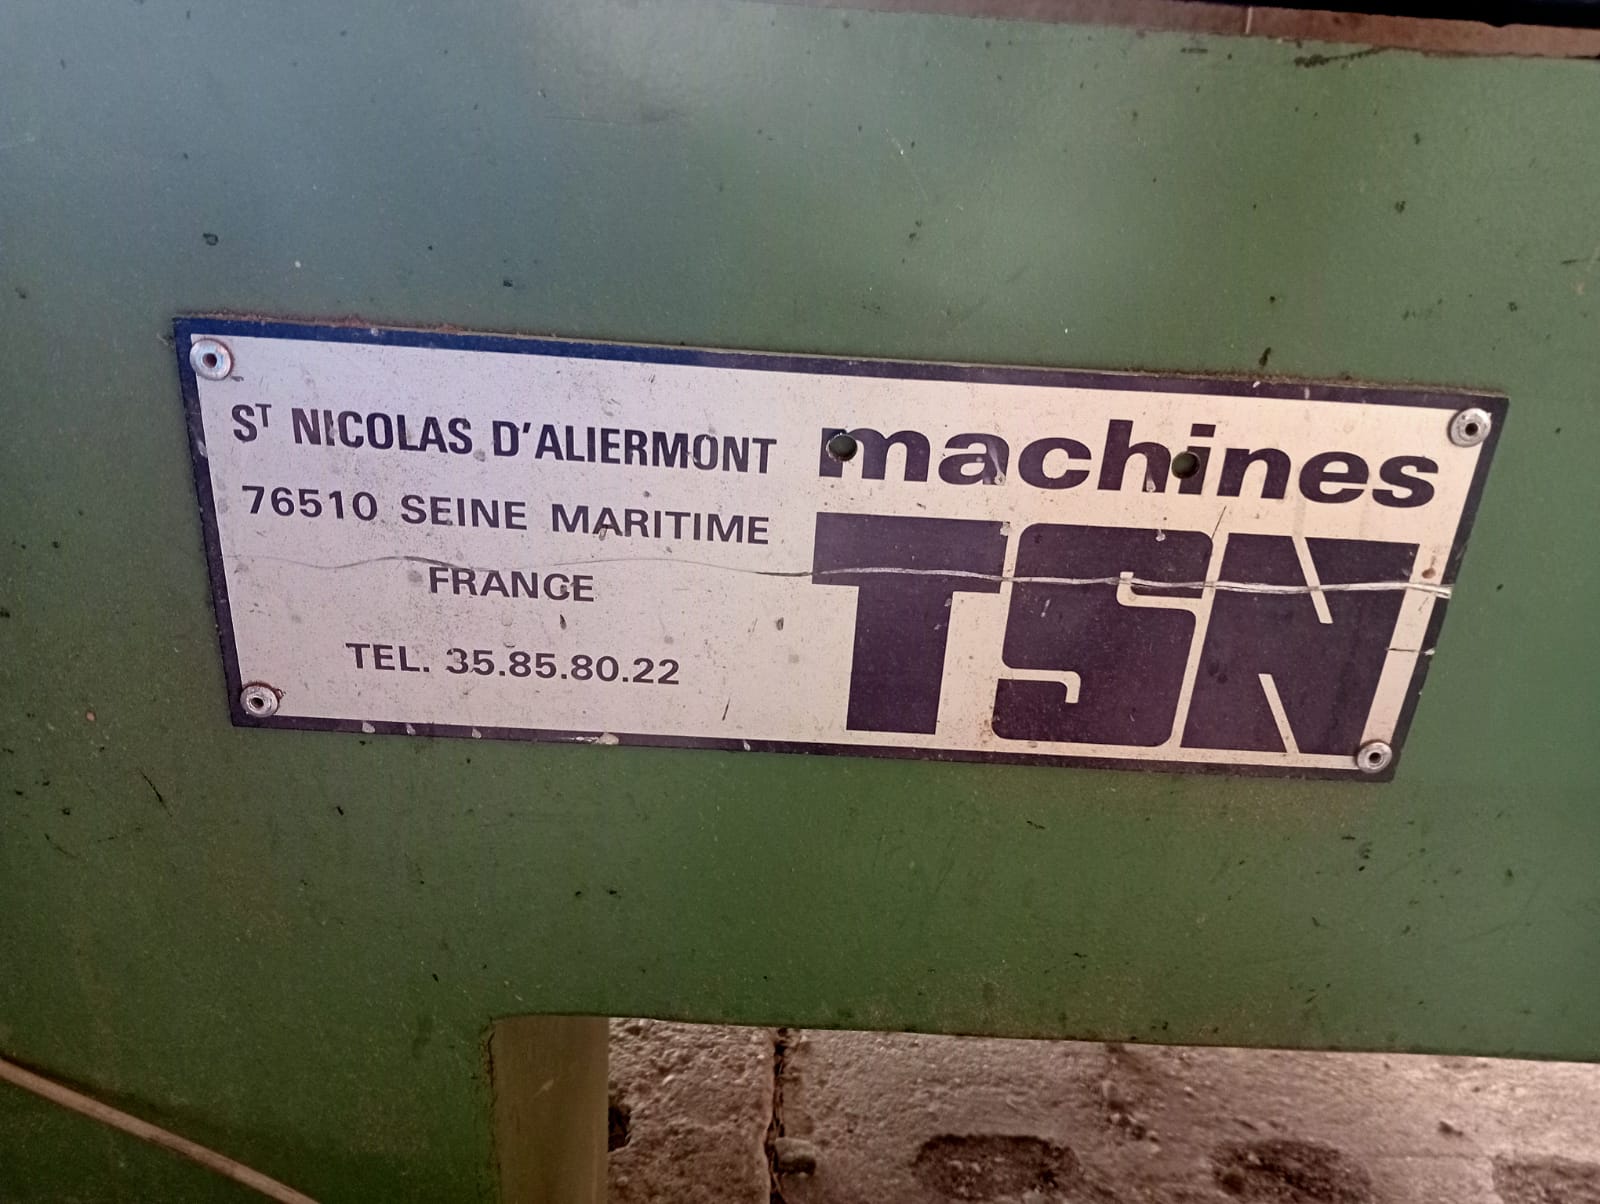 Sᵀ NICOLAS D'ALIERMONT
76510 SEINE MARITIME
FRANCE
TEL. 35.85.80.22
machines
TSN